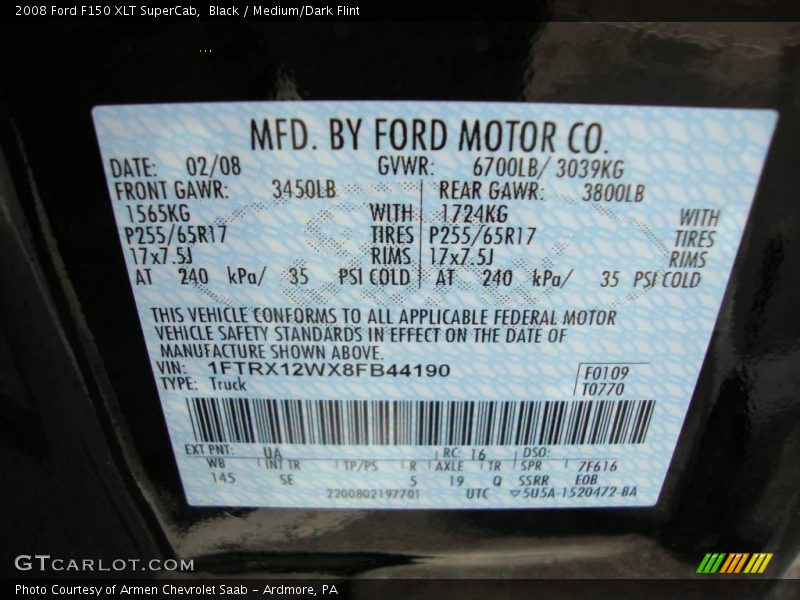 2008 Ford F150 XLT SuperCab,  Black / Medium/Dark Flint
MFD. BY FORD MOTOR CO.
DATE: 02/08 GVWR: 6700LB/ 3039KG
FRONT GAWR: 3450LB REAR GAWR: 3800LB
1565KG WITH 1724KG WITH
P255/65R17 TIRES P255/65R17 TIRES
17x7.5J RIMS 17x7.5J RIMS
AT 240 kPa/ 35 PSI COLD AT 240 kPa/ 35 PSI COLD
THIS VEHICLE CONFORMS TO ALL APPLICABLE FEDERAL MOTOR
VEHICLE SAFETY STANDARDS IN EFFECT ON THE DATE OF
MANUFACTURE SHOWN ABOVE.
VIN: 1FTRX12WX8FB44190 F0109
TYPE: Truck T0770
EXT PNT: UA RC: 16 DSO:
WB INT TR TP/PS R AXLE TR SPR 7F616
145 SE 5 19 Q SSRR EOB
2200802197701 UTC ▽5U5A-1520472-BA
GTCARLOT.COM
Photo Courtesy of Armen Chevrolet Saab - Ardmore, PA